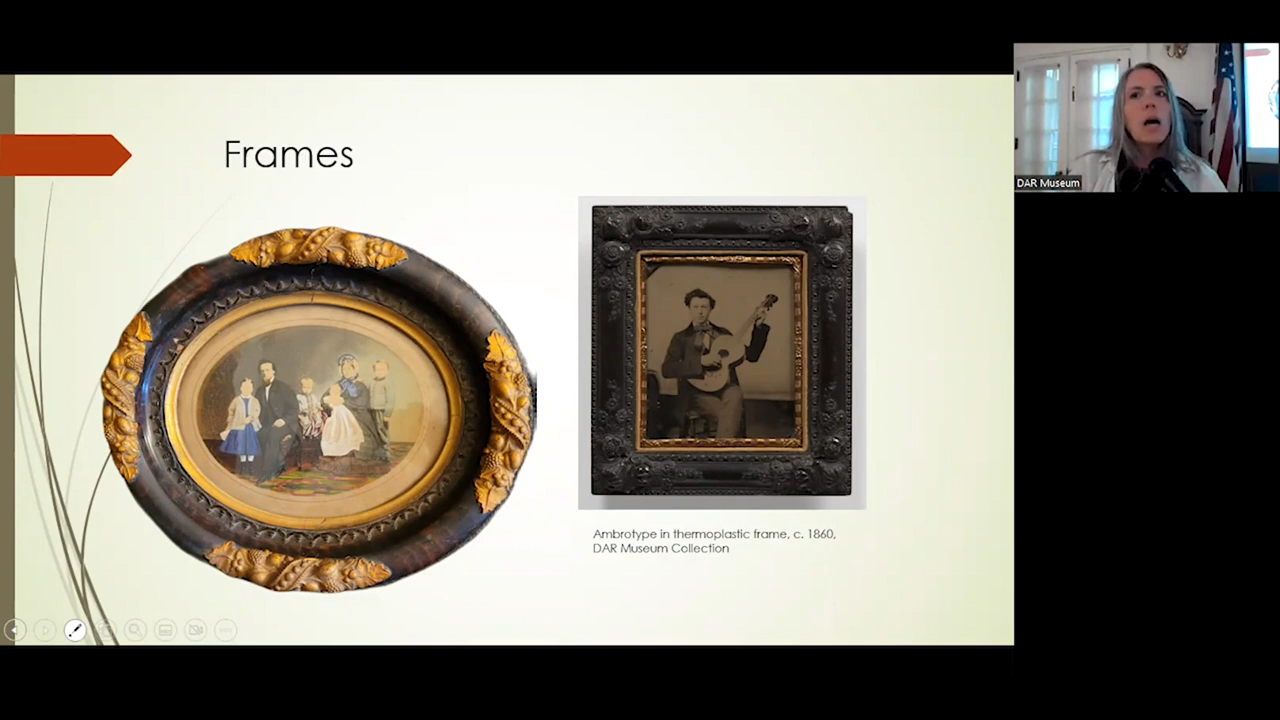 Frames
Ambrotype in thermoplastic frame, c. 1860,
DAR Museum Collection
DAR Museum